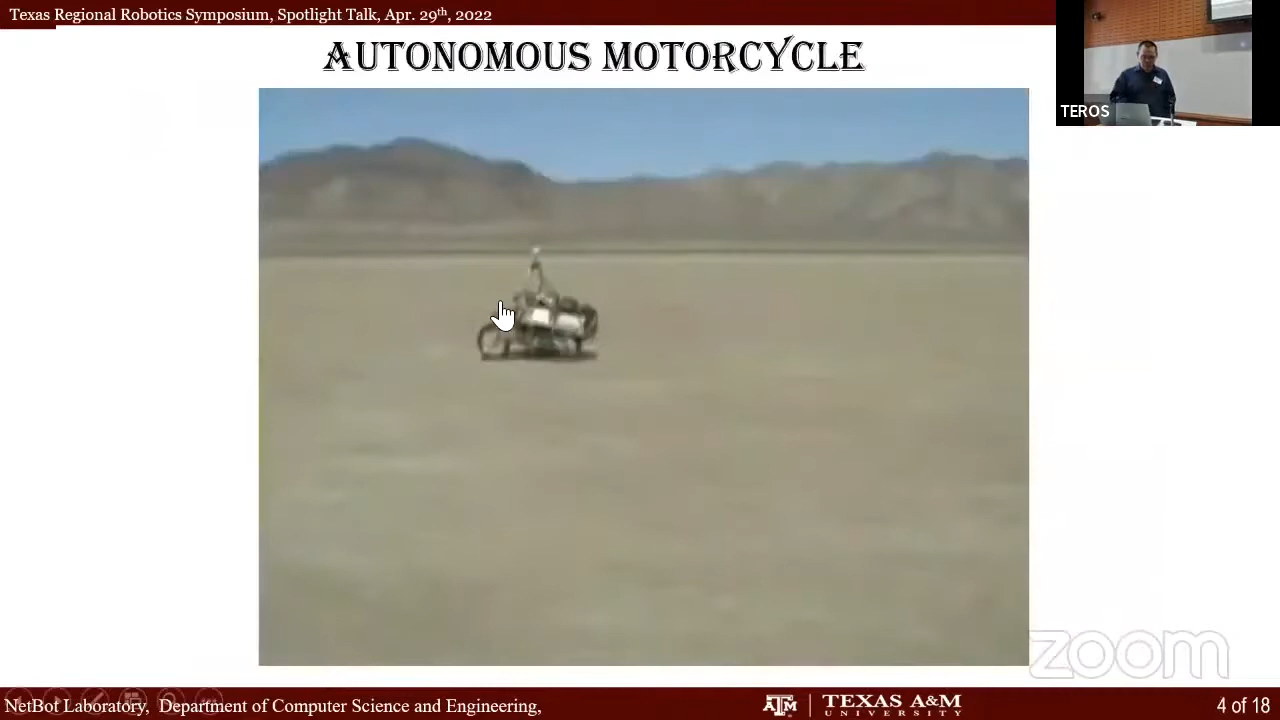 Texas Regional Robotics Symposium, Spotlight Talk, Apr. 29th, 2022
AUTONOMOUS MOTORCYCLE
TEROS
zoom
NetBot Laboratory, Department of Computer Science and Engineering,
ATM
TEXAS A&M
UNIVERSITY
4 of 18